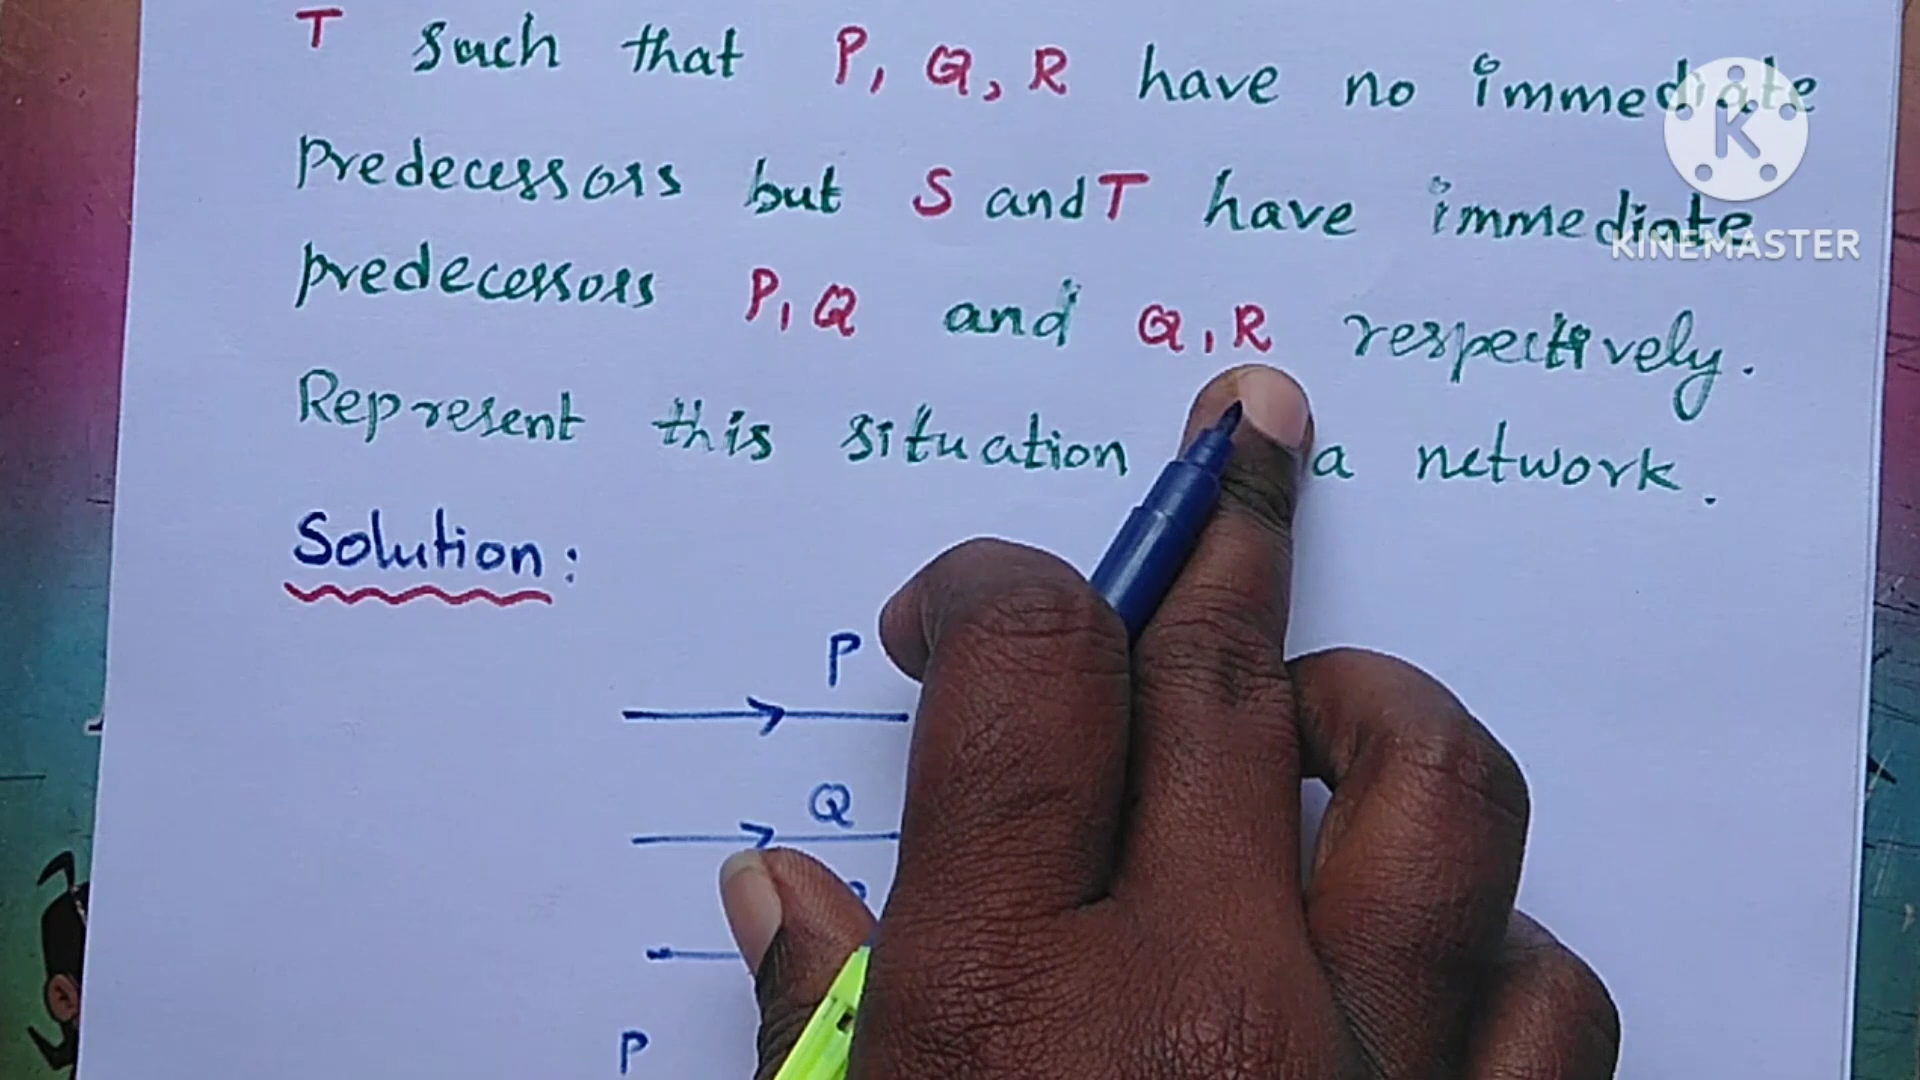 T such that P, Q, R have no immediate
predecessors but S and T have immediate
predecessors P, Q and Q, R respectively.
Represent this situation a network.
Solution:
P
Q
P
K
KINEMASTER